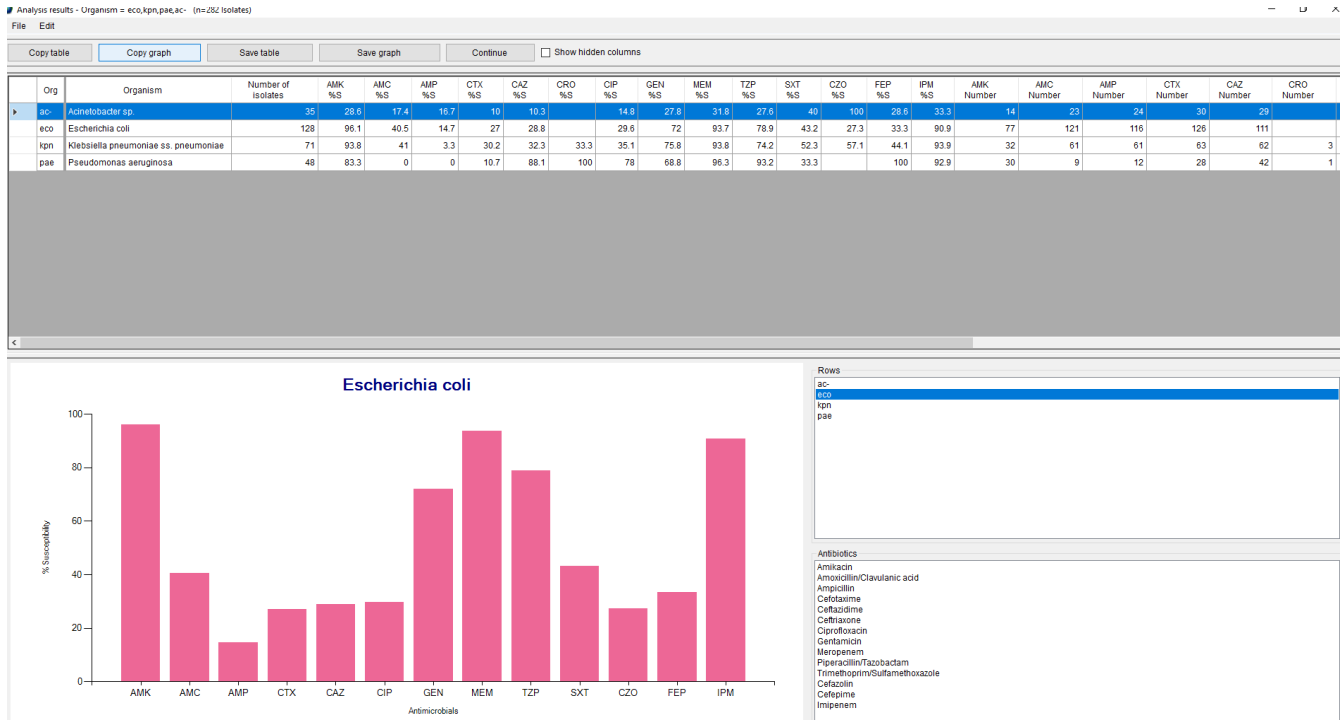 Analysis results - Organism = eco,kpn,pae,ac- (n=282 Isolates)
File Edit
Copy table Copy graph Save table Save graph Continue Show hidden columns
Org Organism Number of isolates AMK %S AMC %S AMP %S CTX %S CAZ %S CRO %S CIP %S GEN %S MEM %S TZP %S SXT %S CZO %S FEP %S IPM %S AMK Number AMC Number AMP Number CTX Number CAZ Number CRO Number
ac- Acinetobacter sp. 35 28.6 17.4 16.7 10 10.3 14.8 27.8 31.8 27.6 40 100 28.6 33.3 14 23 24 30 29
eco Escherichia coli 128 96.1 40.5 14.7 27 28.8 29.6 72 93.7 78.9 43.2 27.3 33.3 90.9 77 121 116 126 111
kpn Klebsiella pneumoniae ss. pneumoniae 71 93.8 41 3.3 30.2 32.3 33.3 35.1 75.8 93.8 74.2 52.3 57.1 44.1 93.9 32 61 61 63 62 3
pae Pseudomonas aeruginosa 48 83.3 0 0 10.7 88.1 100 78 68.8 96.3 93.2 33.3 100 92.9 30 9 12 28 42 1
Escherichia coli
100
80
60
40
20
0
% Susceptibility
AMK AMC AMP CTX CAZ CIP GEN MEM TZP SXT CZO FEP IPM
Antimicrobials
Rows
ac-
eco
kpn
pae
Antibiotics
Amikacin
Amoxicillin/Clavulanic acid
Ampicillin
Cefotaxime
Ceftazidime
Ceftriaxone
Ciprofloxacin
Gentamicin
Meropenem
Piperacillin/Tazobactam
Trimethoprim/Sulfamethoxazole
Cefazolin
Cefepime
Imipenem